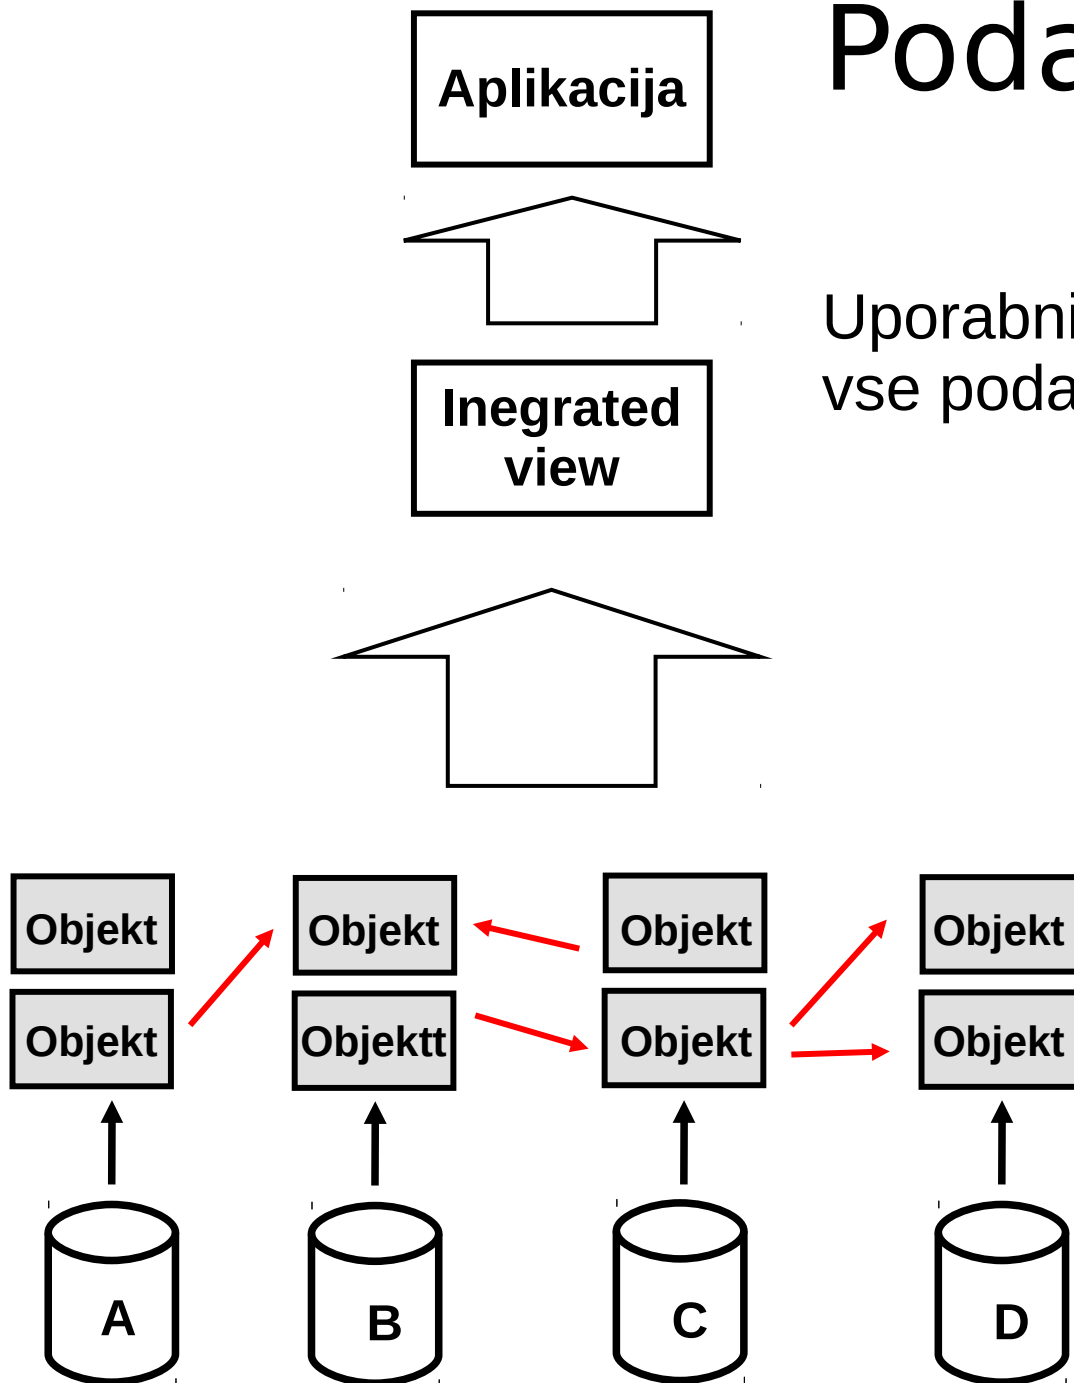 Poda
Aplikacija
Uporabni
vse poda
Inegrated
view
Objekt Objekt Objekt Objekt
Objekt Objektt Objekt Objekt
A B C D